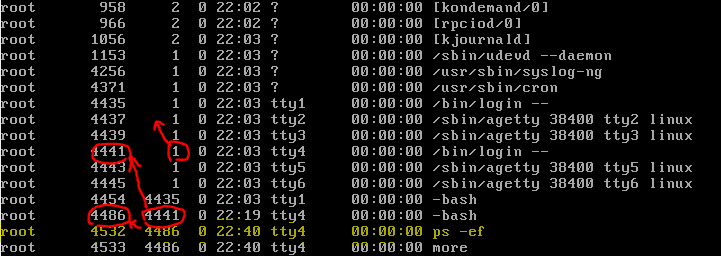 root 958 2 0 22:02 ? 00:00:00 [kondemand/0]
root 966 2 0 22:02 ? 00:00:00 [rpciod/0]
root 1056 2 0 22:03 ? 00:00:00 [kjournald]
root 1153 1 0 22:03 ? 00:00:00 /sbin/udevd --daemon
root 4256 1 0 22:03 ? 00:00:00 /usr/sbin/syslog-ng
root 4371 1 0 22:03 ? 00:00:00 /usr/sbin/cron
root 4435 1 0 22:03 tty1 00:00:00 /bin/login --
root 4437 1 0 22:03 tty2 00:00:00 /sbin/agetty 38400 tty2 linux
root 4439 1 0 22:03 tty3 00:00:00 /sbin/agetty 38400 tty3 linux
root 4441 1 0 22:03 tty4 00:00:00 /bin/login --
root 4443 1 0 22:03 tty5 00:00:00 /sbin/agetty 38400 tty5 linux
root 4445 1 0 22:03 tty6 00:00:00 /sbin/agetty 38400 tty6 linux
root 4454 4435 0 22:03 tty1 00:00:00 -bash
root 4486 4441 0 22:19 tty4 00:00:00 -bash
root 4532 4486 0 22:40 tty4 00:00:00 ps -ef
root 4533 4486 0 22:40 tty4 00:00:00 more